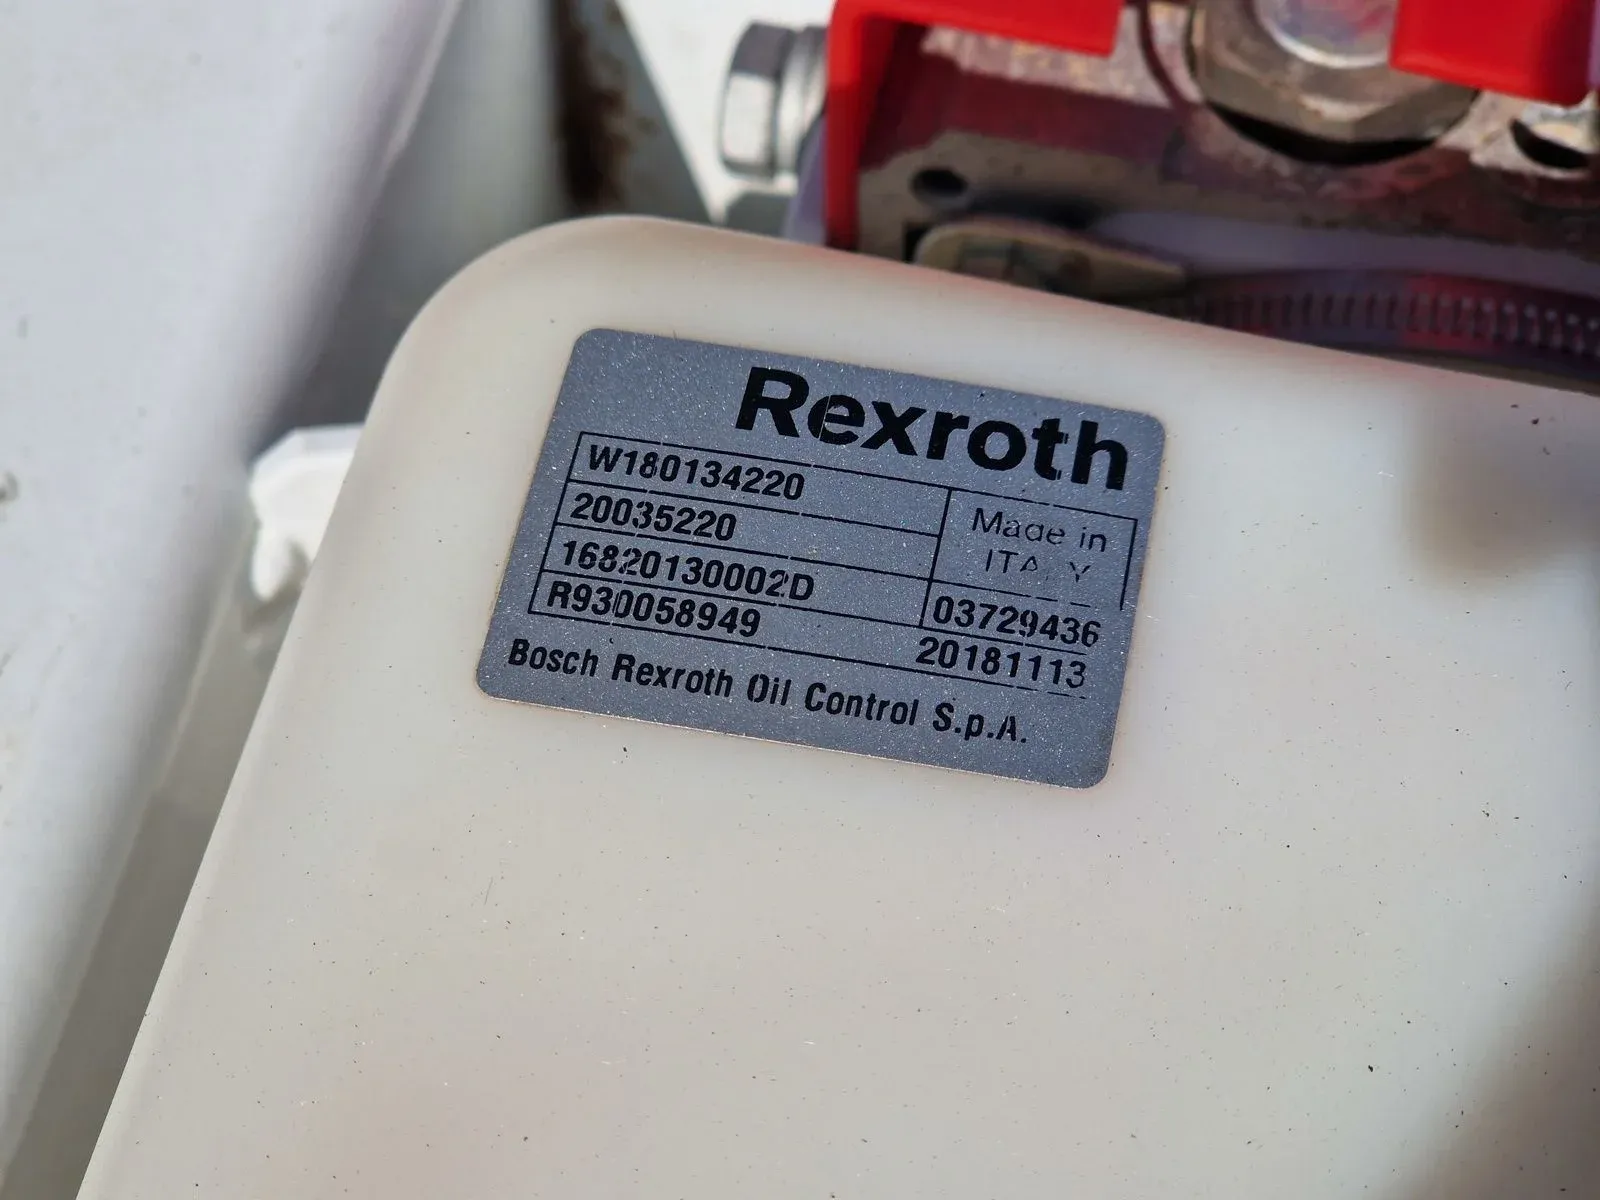 Rexroth
W180134220
20035220
Made in
ITALY
16820130002D
03729436
R930058949
20181113
Bosch Rexroth Oil Control S.p.A.